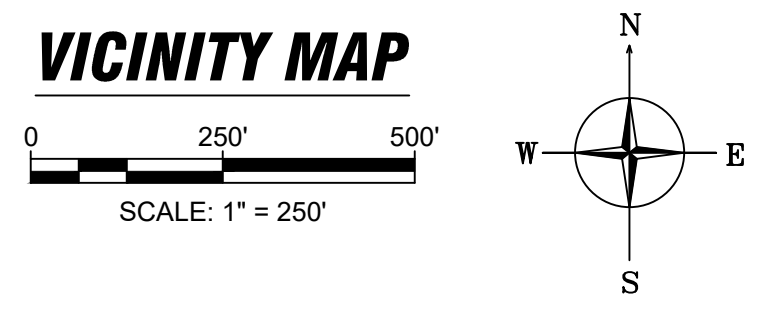 VICINITY MAP
0 250' 500'
SCALE: 1" = 250'
N
W E
S